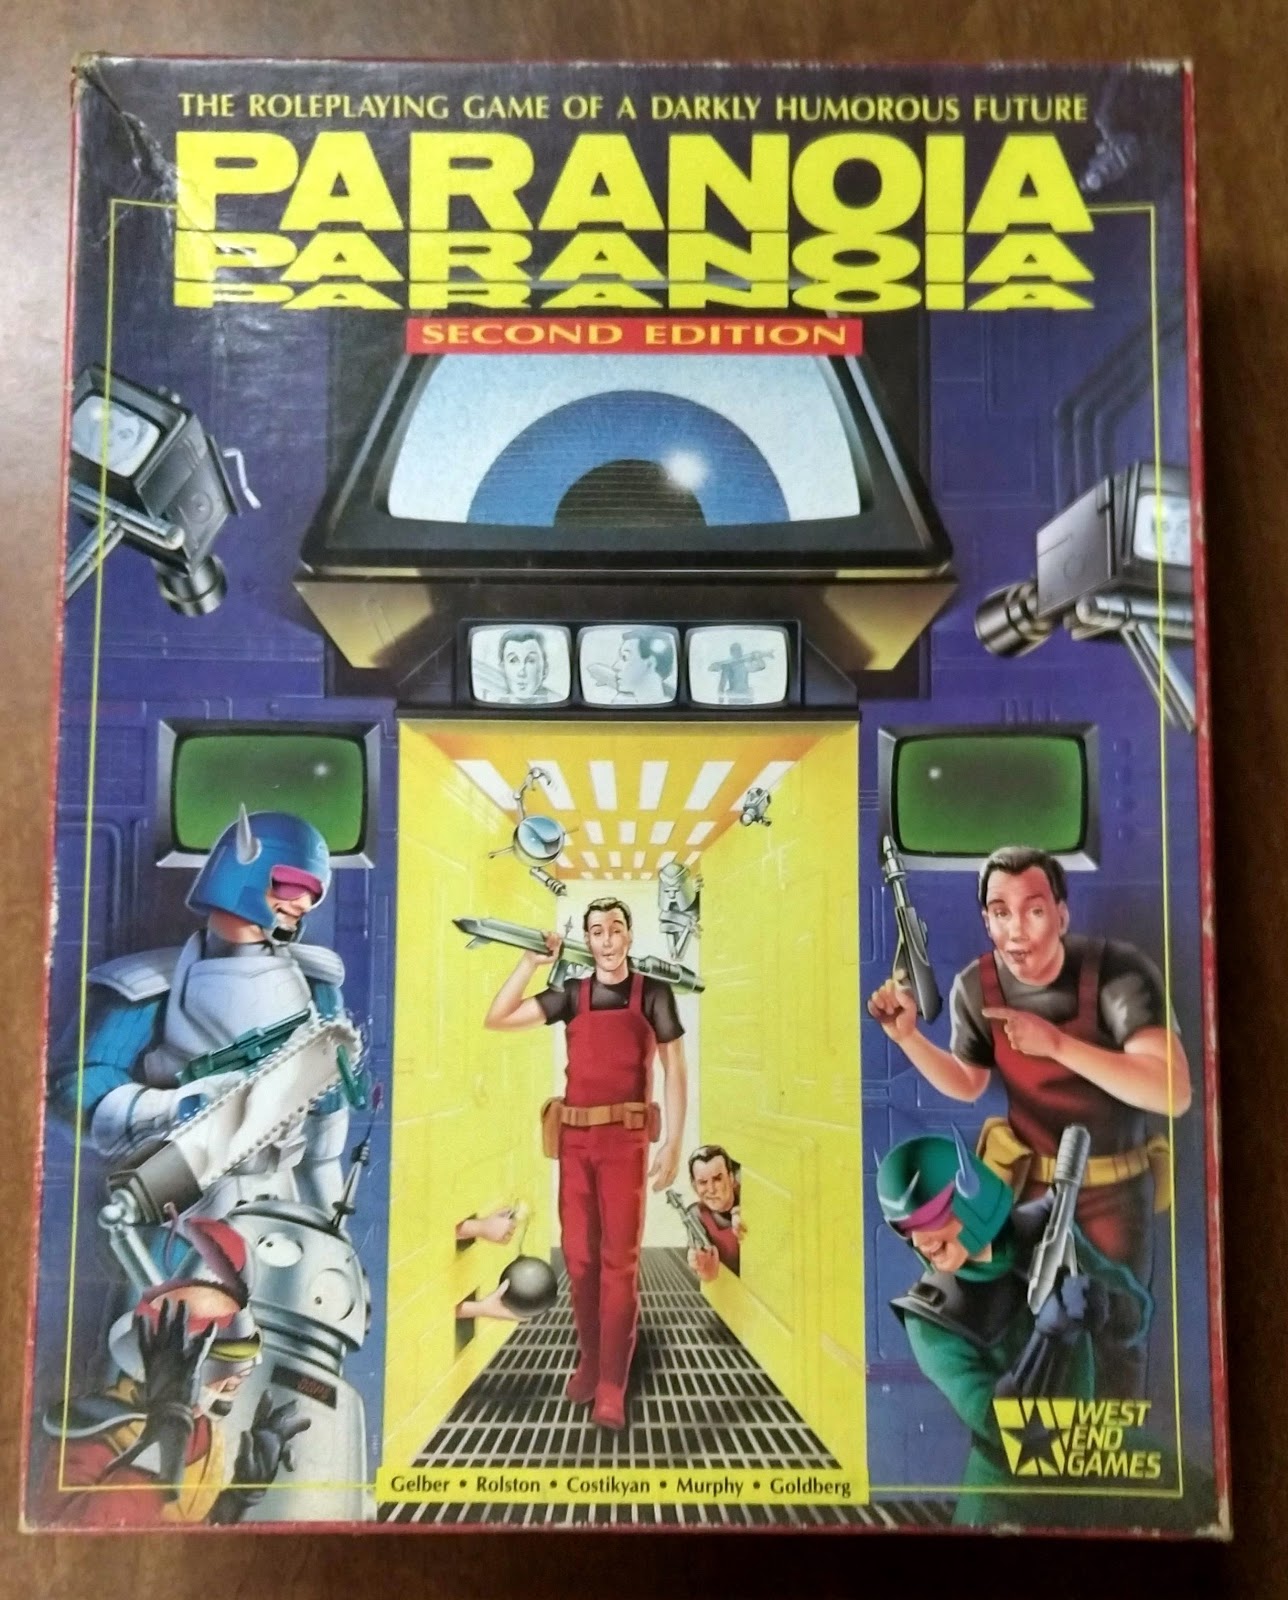 THE ROLEPLAYING GAME OF A DARKLY HUMOROUS FUTURE
PARANOIA
PARANOIA
PARANOIA
SECOND EDITION
WEST
END
GAMES
Gelber • Rolston • Costikyan • Murphy • Goldberg